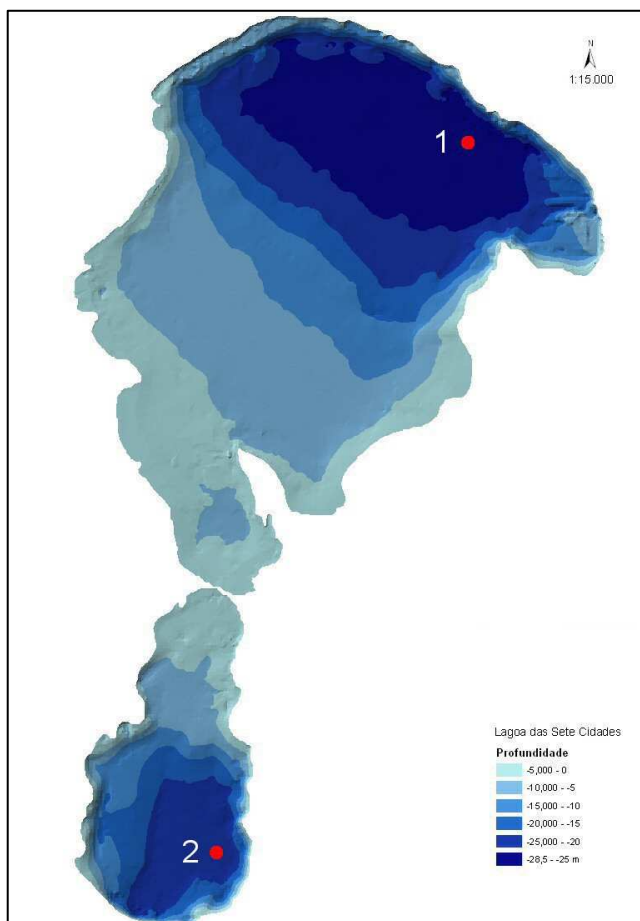 N
1:15.000
1
2
Lagoa das Sete Cidades
Profundidade
-5,000 - 0
-10,000 - -5
-15,000 - -10
-20,000 - -15
-25,000 - -20
-28,5 - -25 m